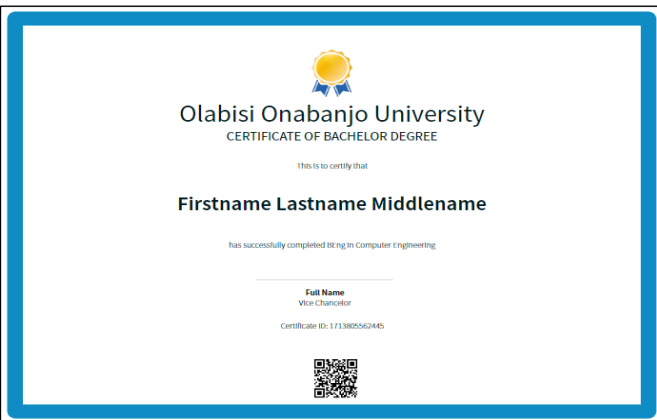 Olabisi Onabanjo University
CERTIFICATE OF BACHELOR DEGREE
This is to certify that
Firstname Lastname Middlename
has successfully completed BEng in Computer Engineering
Full Name
Vice Chancelor
Certificate ID: 1713805562445